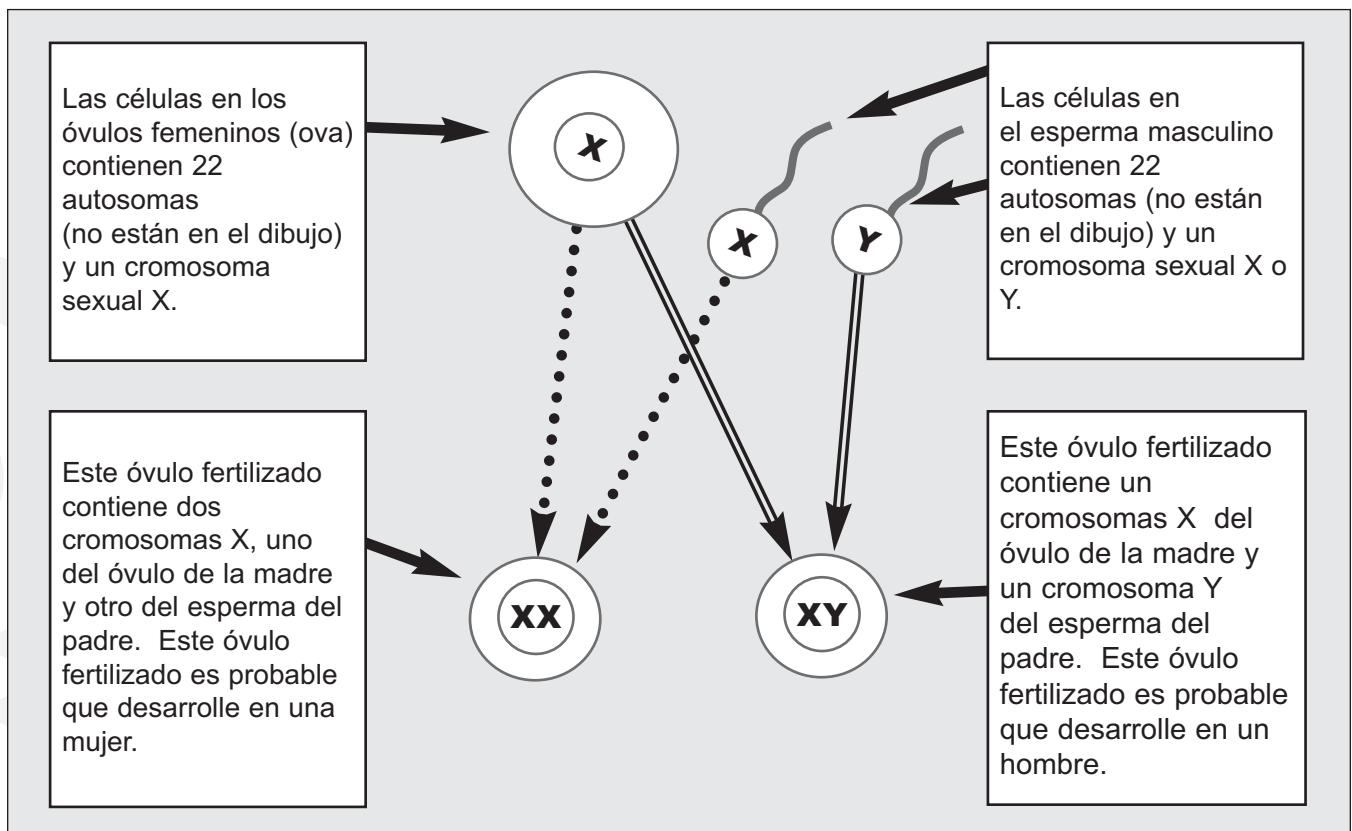 Las células en los
óvulos femeninos (ova)
contienen 22
autosomas
(no están en el dibujo)
y un cromosoma
sexual X.
X
X
Y
Las células en
el esperma masculino
contienen 22
autosomas (no están
en el dibujo) y un
cromosoma sexual X o
Y.
Este óvulo fertilizado
contiene dos
cromosomas X, uno
del óvulo de la madre
y otro del esperma del
padre. Este óvulo
fertilizado es probable
que desarrolle en una
mujer.
XX
XY
Este óvulo fertilizado
contiene un
cromosomas X del
óvulo de la madre y
un cromosoma Y
del esperma del
padre. Este óvulo
fertilizado es probable
que desarrolle en un
hombre.